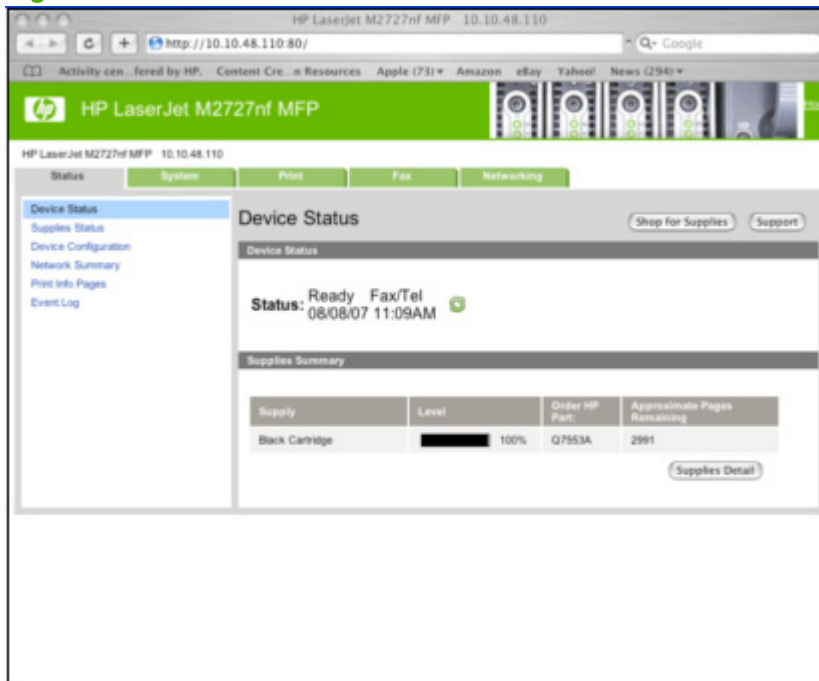 HP LaserJet M2727nf MFP   10.10.48.110
http://10.10.48.110:80/
Q- Google
Activity cen...fered by HP.   Content Cre...n Resources   Apple (73)▾   Amazon   eBay   Yahoo!   News (294)▾
hp HP LaserJet M2727nf MFP
HP LaserJet M2727nf MFP   10.10.48.110
Status   System   Print   Fax   Networking
Device Status
Supplies Status
Device Configuration
Network Summary
Print Info Pages
Event Log
Device Status   Shop for Supplies   Support
Device Status
Status: Ready   Fax/Tel
08/08/07 11:09AM
Supplies Summary
Supply   Level   Order HP Part:   Approximate Pages Remaining
Black Cartridge   100%   Q7553A   2991
Supplies Detail